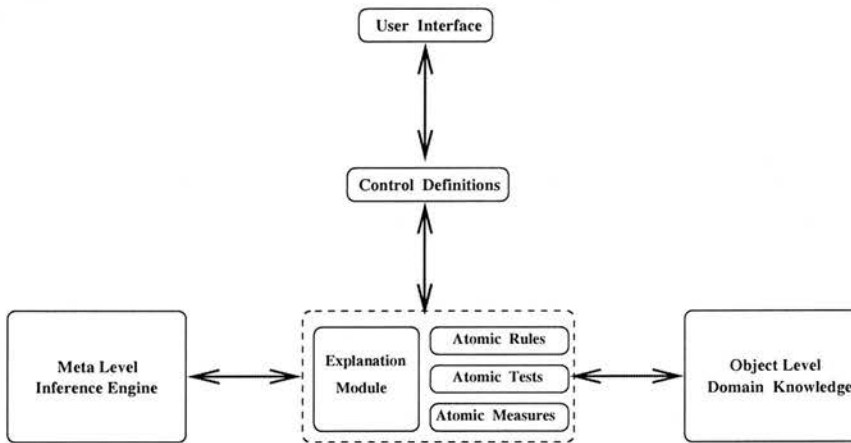 User Interface
Control Definitions
Meta Level
Inference Engine
Explanation
Module
Atomic Rules
Atomic Tests
Atomic Measures
Object Level
Domain Knowledge